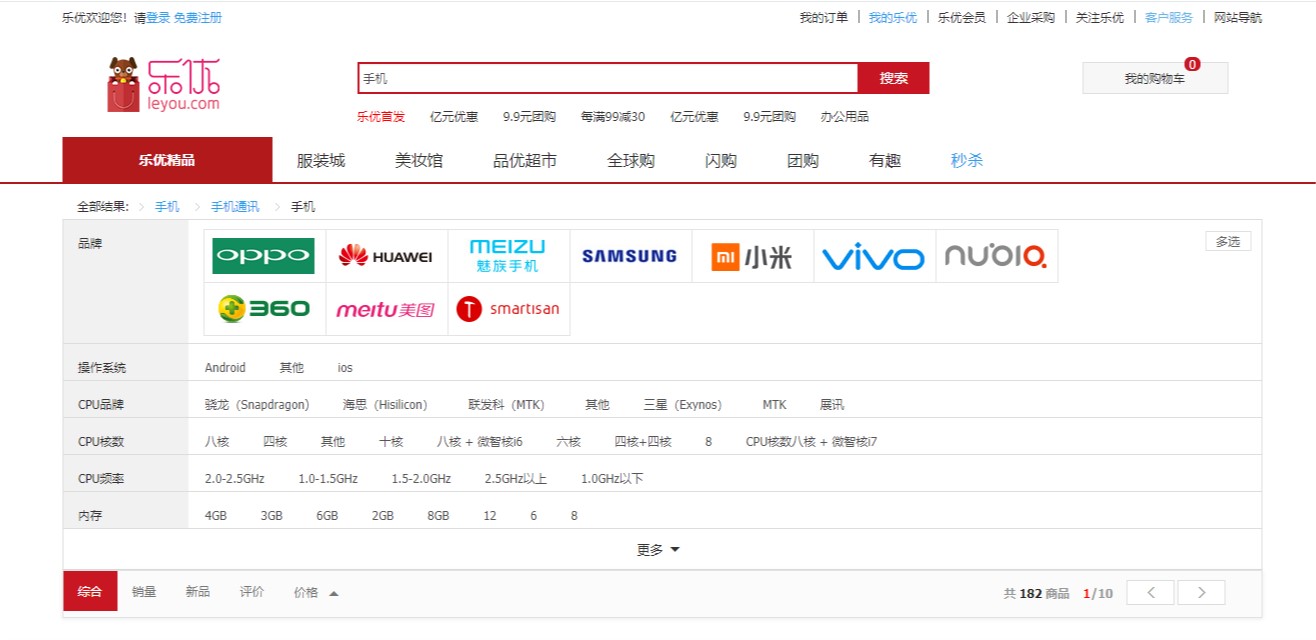 乐优欢迎您！请登录 免费注册 我的订单 我的乐优 乐优会员 企业采购 关注乐优 客户服务 网站导航
乐优
leyou.com
手机 搜索 我的购物车 0
乐优首发 亿元优惠 9.9元团购 每满99减30 亿元优惠 9.9元团购 办公用品
乐优精品 服装城 美妆馆 品优超市 全球购 闪购 团购 有趣 秒杀
全部结果: 手机 手机通讯 手机
品牌 多选
oppo HUAWEI MEIZU 魅族手机 SAMSUNG mi 小米 vivo nubia
360 meitu美图 T smartisan
操作系统 Android 其他 ios
CPU品牌 骁龙（Snapdragon) 海思（Hisilicon） 联发科（MTK) 其他 三星（Exynos） MTK 展讯
CPU核数 八核 四核 其他 十核 八核 + 微智核i6 六核 四核+四核 8 CPU核数八核 + 微智核i7
CPU频率 2.0-2.5GHz 1.0-1.5GHz 1.5-2.0GHz 2.5GHz以上 1.0GHz以下
内存 4GB 3GB 6GB 2GB 8GB 12 6 8
更多
综合 销量 新品 评价 价格 共 182 商品 1/10